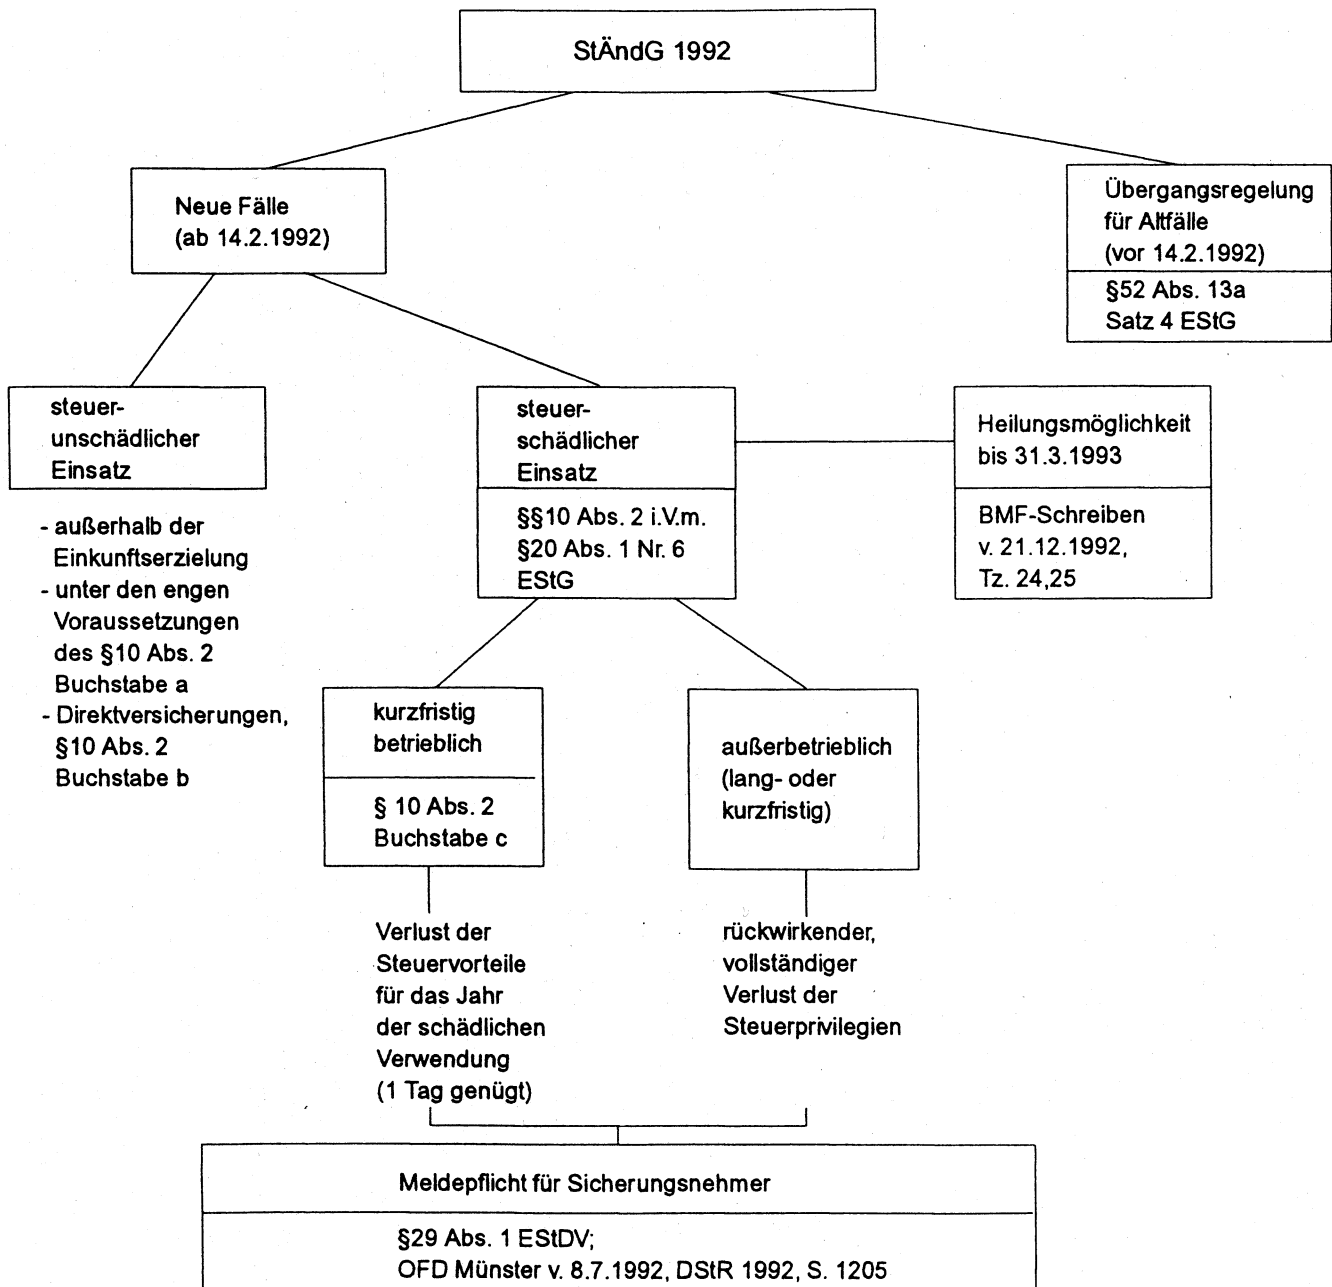 StÄndG 1992
Neue Fälle
(ab 14.2.1992)
Übergangsregelung
für Altfälle
(vor 14.2.1992)
§52 Abs. 13a
Satz 4 EStG
steuer-
unschädlicher
Einsatz
- außerhalb der
Einkunftserzielung
- unter den engen
Voraussetzungen
des §10 Abs. 2
Buchstabe a
- Direktversicherungen,
§10 Abs. 2
Buchstabe b
steuer-
schädlicher
Einsatz
§§10 Abs. 2 i.V.m.
§20 Abs. 1 Nr. 6
EStG
Heilungsmöglichkeit
bis 31.3.1993
BMF-Schreiben
v. 21.12.1992,
Tz. 24,25
kurzfristig
betrieblich
§ 10 Abs. 2
Buchstabe c
außerbetrieblich
(lang- oder
kurzfristig)
Verlust der
Steuervorteile
für das Jahr
der schädlichen
Verwendung
(1 Tag genügt)
rückwirkender,
vollständiger
Verlust der
Steuerprivilegien
Meldepflicht für Sicherungsnehmer
§29 Abs. 1 EStDV;
OFD Münster v. 8.7.1992, DStR 1992, S. 1205